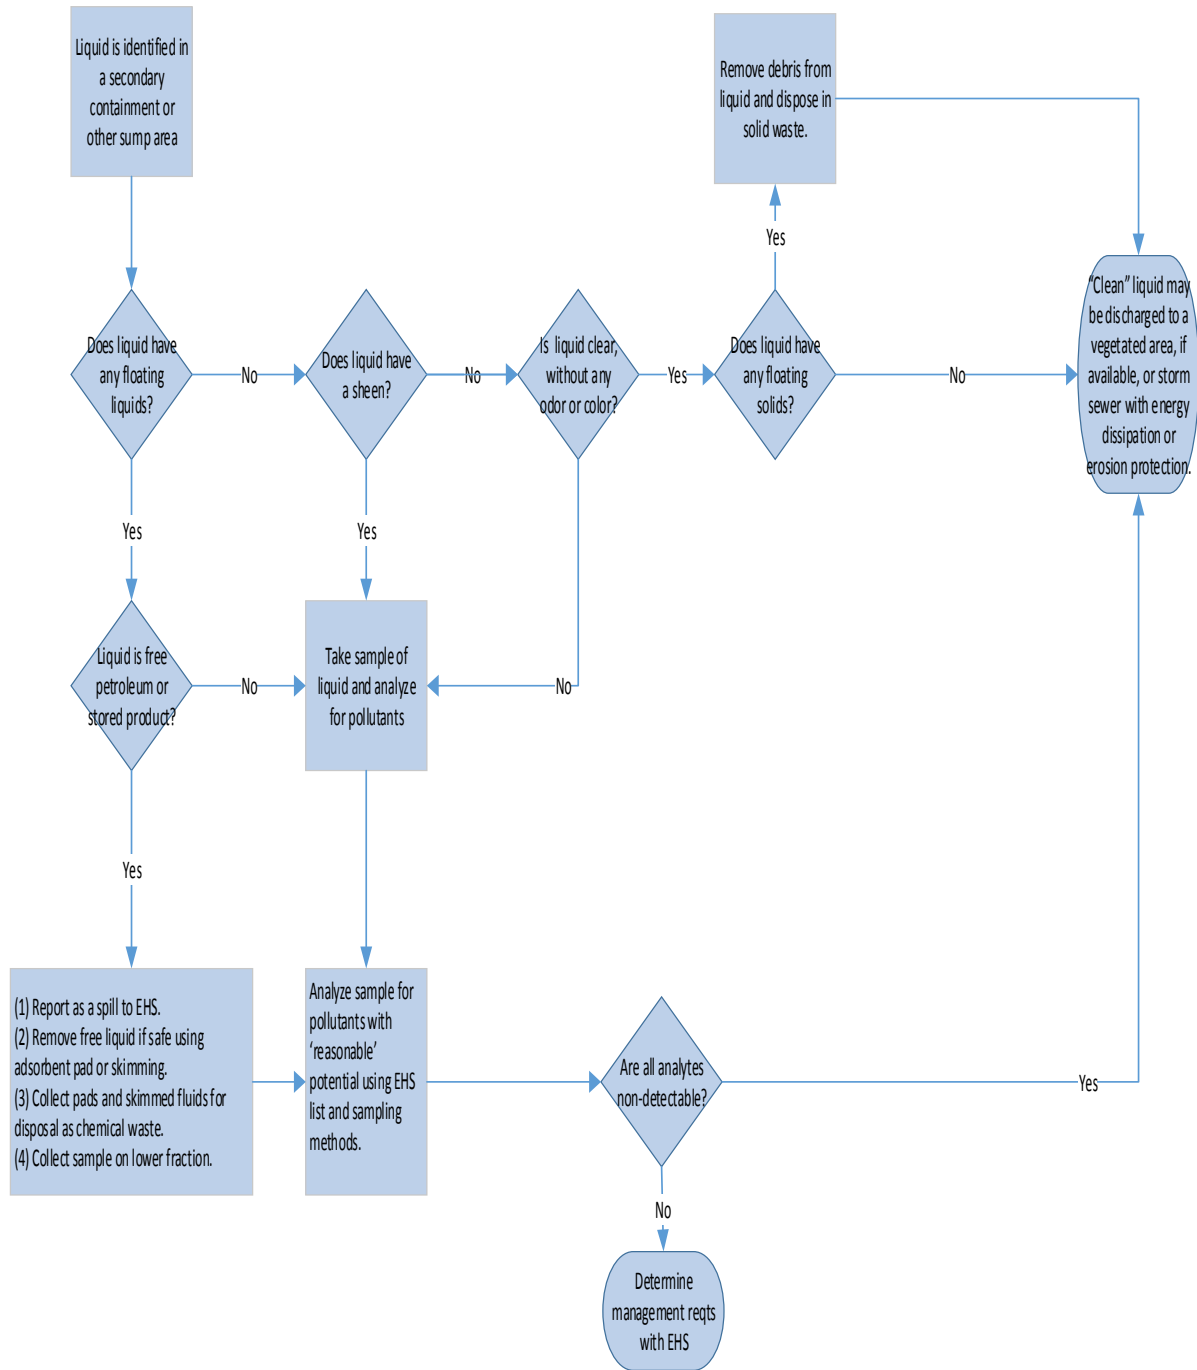 Liquid is identified in
a secondary
containment or
other sump area
Remove debris from
liquid and dispose in
solid waste.
Yes
Does liquid have
any floating
liquids?
No
Does liquid have
a sheen?
No
Is liquid clear,
without any
odor or color?
Yes
Does liquid have
any floating
solids?
No
"Clean" liquid may
be discharged to a
vegetated area, if
available, or storm
sewer with energy
dissipation or
erosion protection.
Yes
Yes
Liquid is free
petroleum or
stored product?
No
Take sample of
liquid and analyze
for pollutants
No
Yes
(1) Report as a spill to EHS.
(2) Remove free liquid if safe using
adsorbent pad or skimming.
(3) Collect pads and skimmed fluids for
disposal as chemical waste.
(4) Collect sample on lower fraction.
Analyze sample for
pollutants with
‘reasonable’
potential using EHS
list and sampling
methods.
Are all analytes
non-detectable?
Yes
No
Determine
management reqts
with EHS